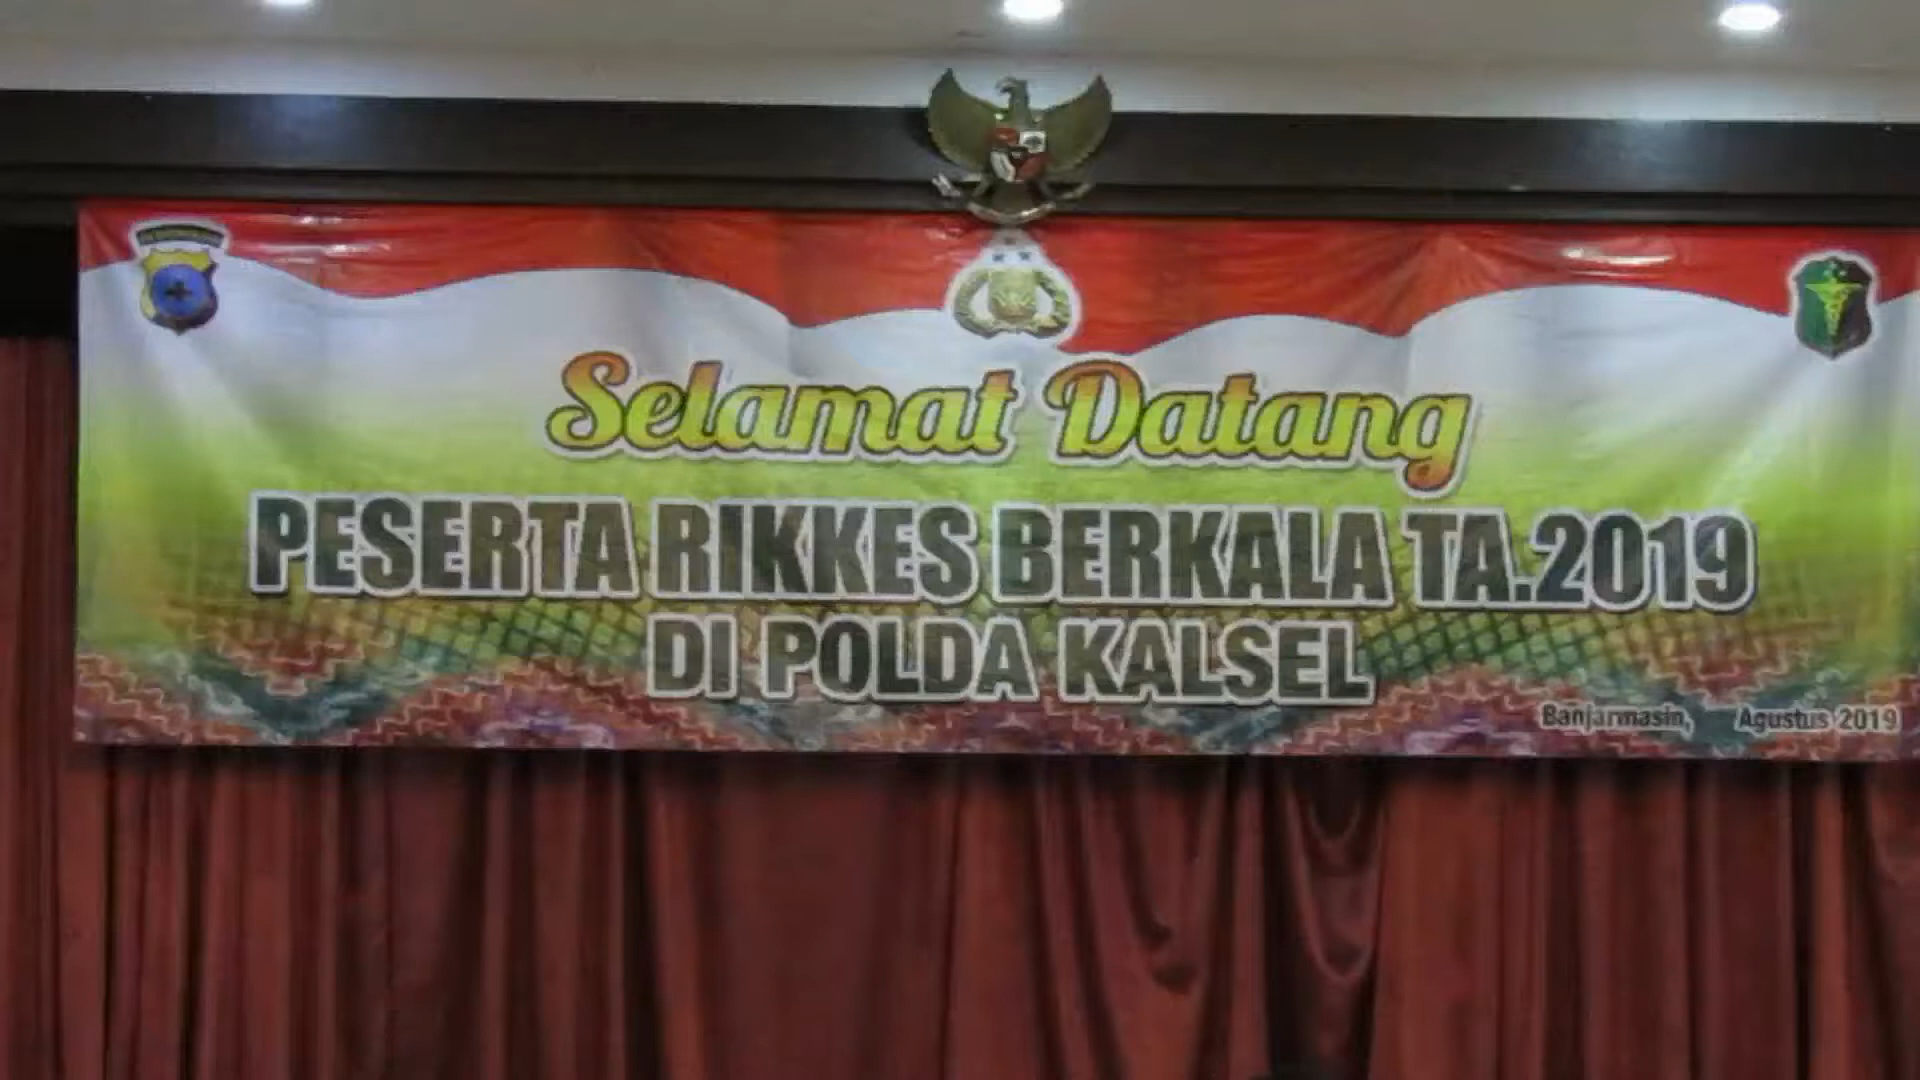 Selamat Datang
PESERTA RIKKES BERKALA TA.2019
DI POLDA KALSEL
Banjarmasin, Agustus 2019